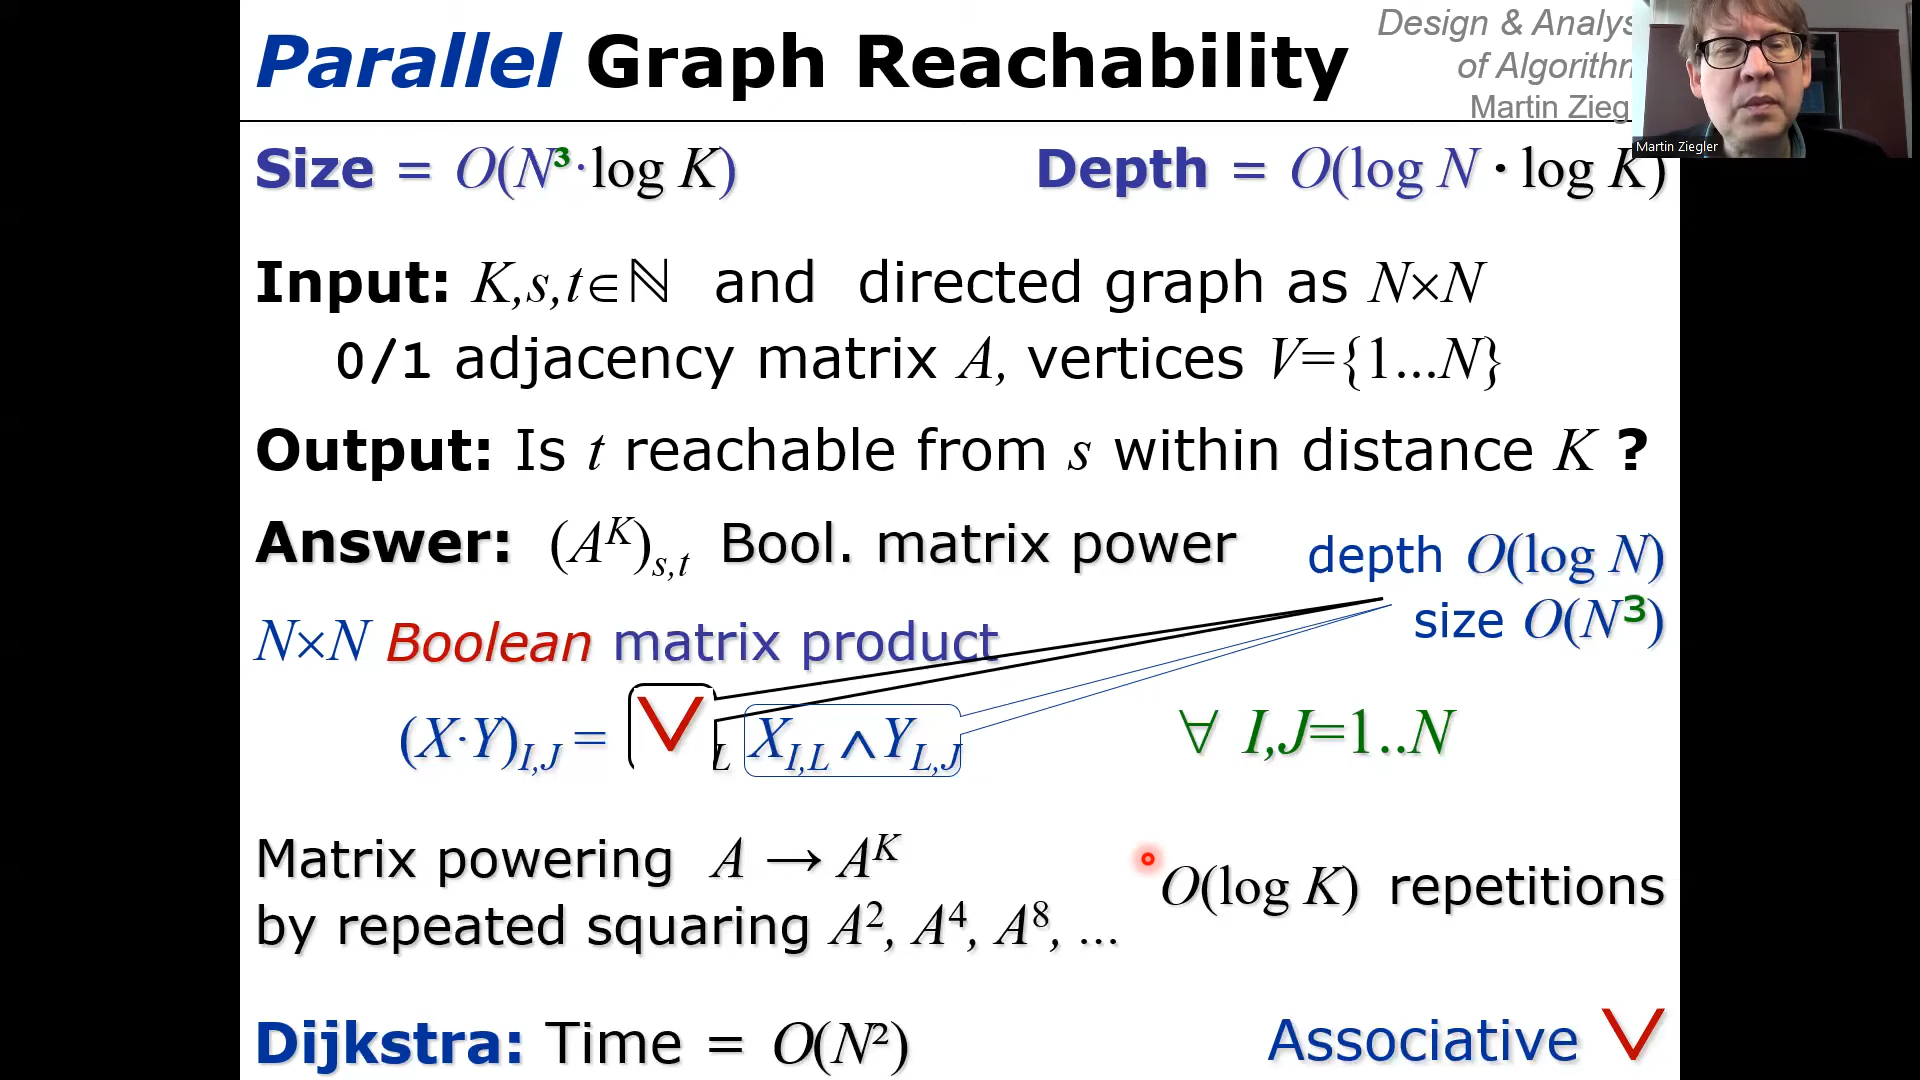 Parallel Graph Reachability
Design & Analys
of Algorith
Martin Zieg
Martin Ziegler
Size = O(N³·log K)
Depth = O(log N · log K)
Input: K,s,t∈ℕ and directed graph as N×N
0/1 adjacency matrix A, vertices V={1...N}
Output: Is t reachable from s within distance K ?
Answer: (A^K)_{s,t} Bool. matrix power
depth O(log N)
size O(N³)
N×N Boolean matrix product
(X·Y)_{I,J} = ⋁_L X_{I,L} ∧ Y_{L,J}
∀ I,J=1..N
Matrix powering A → A^K
by repeated squaring A², A⁴, A⁸, ...
O(log K) repetitions
Dijkstra: Time = O(N²)
Associative ⋁